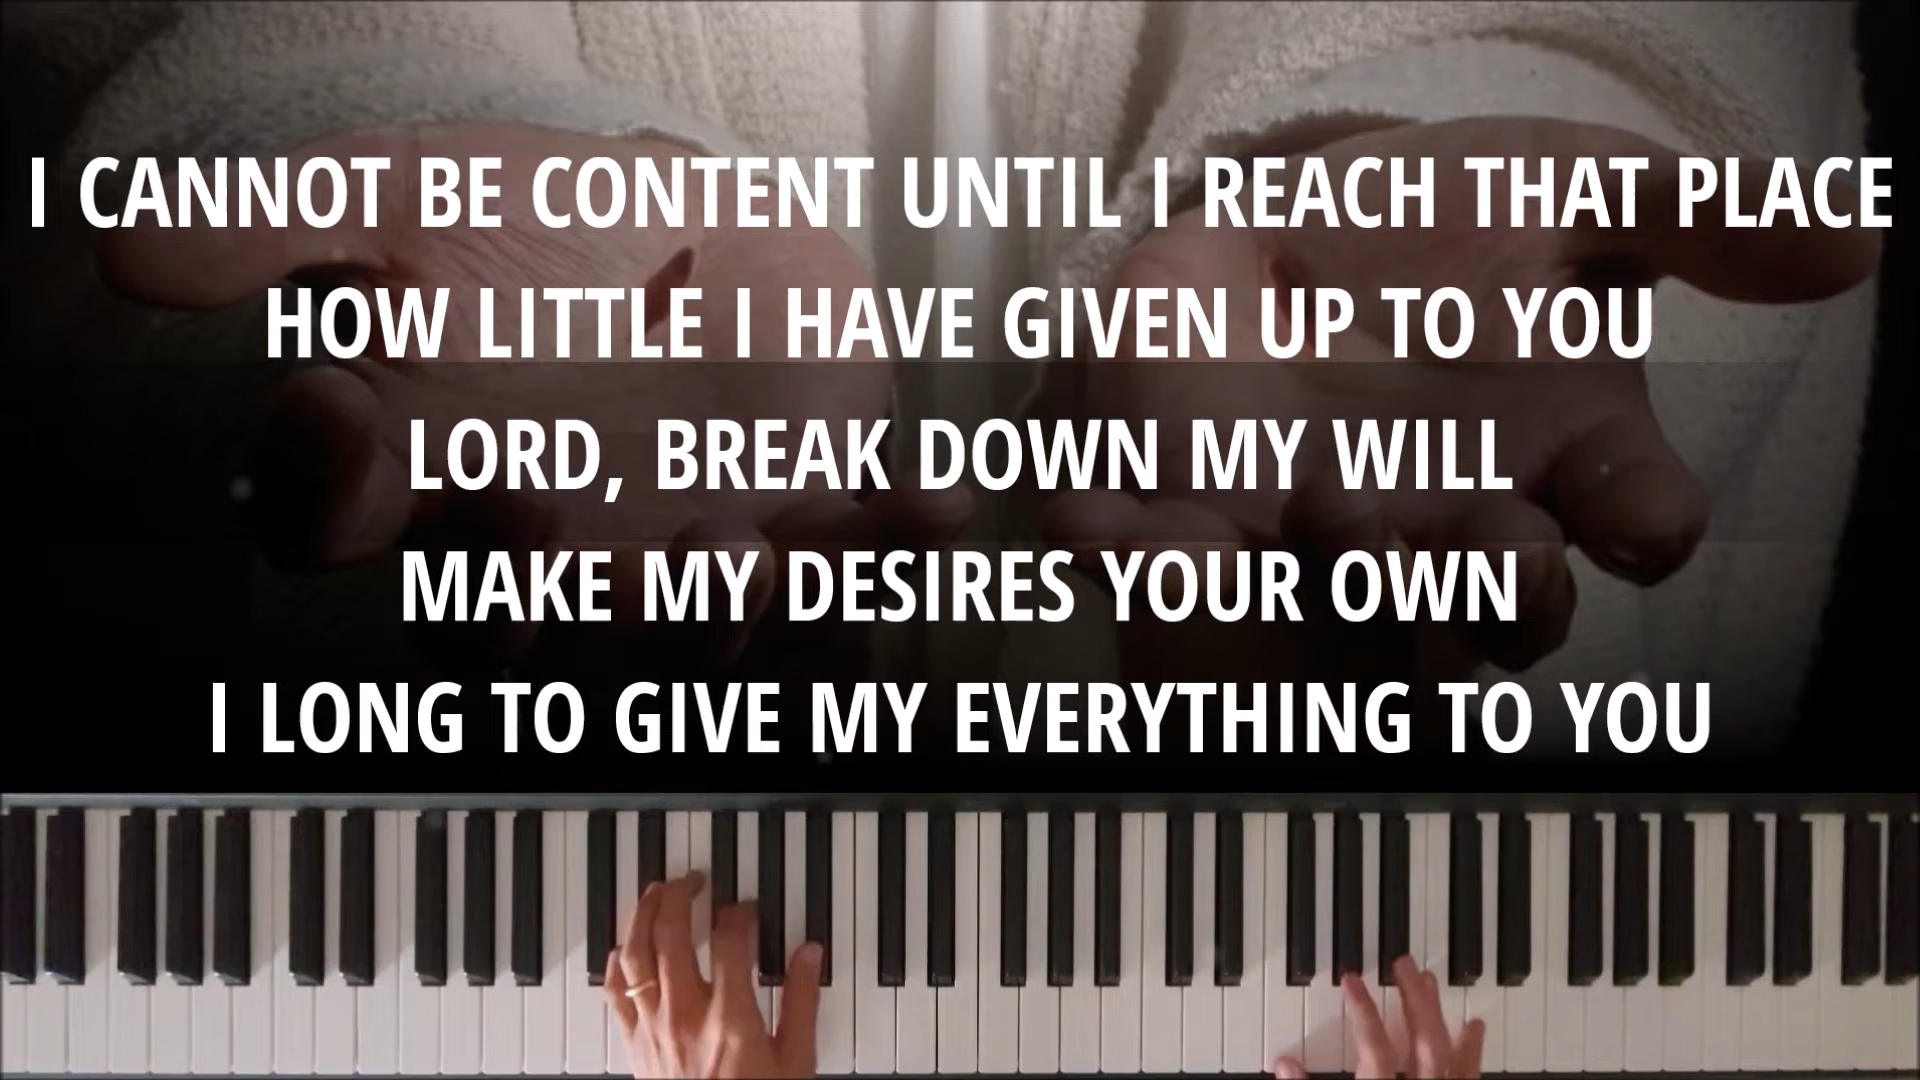 I CANNOT BE CONTENT UNTIL I REACH THAT PLACE
HOW LITTLE I HAVE GIVEN UP TO YOU
LORD, BREAK DOWN MY WILL
MAKE MY DESIRES YOUR OWN
I LONG TO GIVE MY EVERYTHING TO YOU